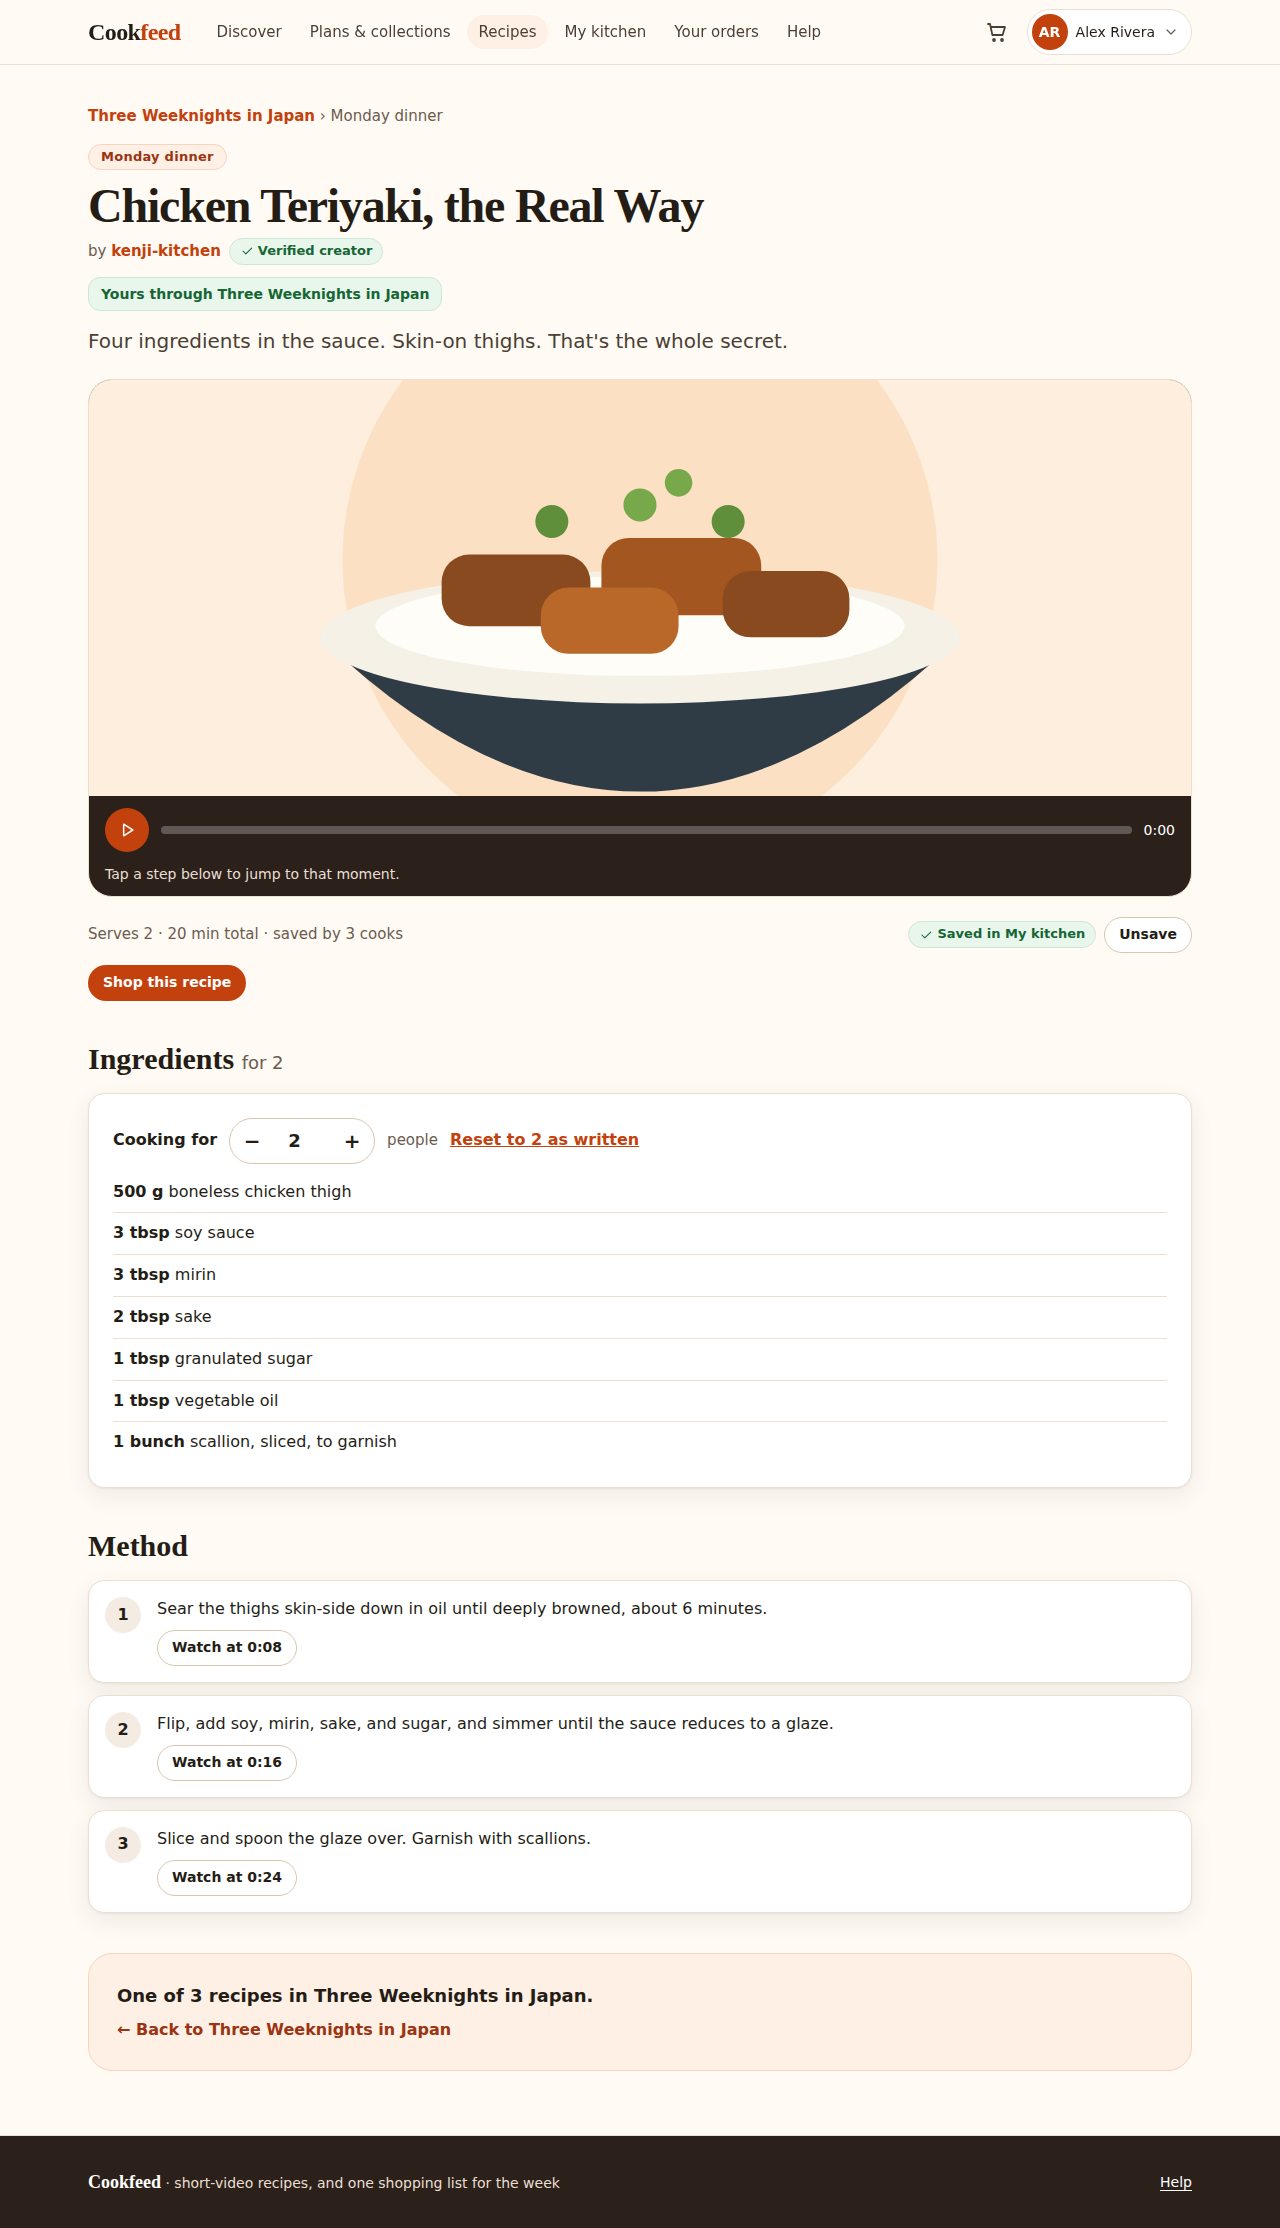 Cookfeed Discover Plans & collections Recipes My kitchen Your orders Help AR Alex Rivera
Three Weeknights in Japan › Monday dinner
Monday dinner
Chicken Teriyaki, the Real Way
by kenji-kitchen ✓ Verified creator
Yours through Three Weeknights in Japan
Four ingredients in the sauce. Skin-on thighs. That's the whole secret.
0:00
Tap a step below to jump to that moment.
Serves 2 · 20 min total · saved by 3 cooks ✓ Saved in My kitchen Unsave
Shop this recipe
Ingredients for 2
Cooking for − 2 + people Reset to 2 as written
500 g boneless chicken thigh
3 tbsp soy sauce
3 tbsp mirin
2 tbsp sake
1 tbsp granulated sugar
1 tbsp vegetable oil
1 bunch scallion, sliced, to garnish
Method
1 Sear the thighs skin-side down in oil until deeply browned, about 6 minutes.
Watch at 0:08
2 Flip, add soy, mirin, sake, and sugar, and simmer until the sauce reduces to a glaze.
Watch at 0:16
3 Slice and spoon the glaze over. Garnish with scallions.
Watch at 0:24
One of 3 recipes in Three Weeknights in Japan.
← Back to Three Weeknights in Japan
Cookfeed · short-video recipes, and one shopping list for the week Help